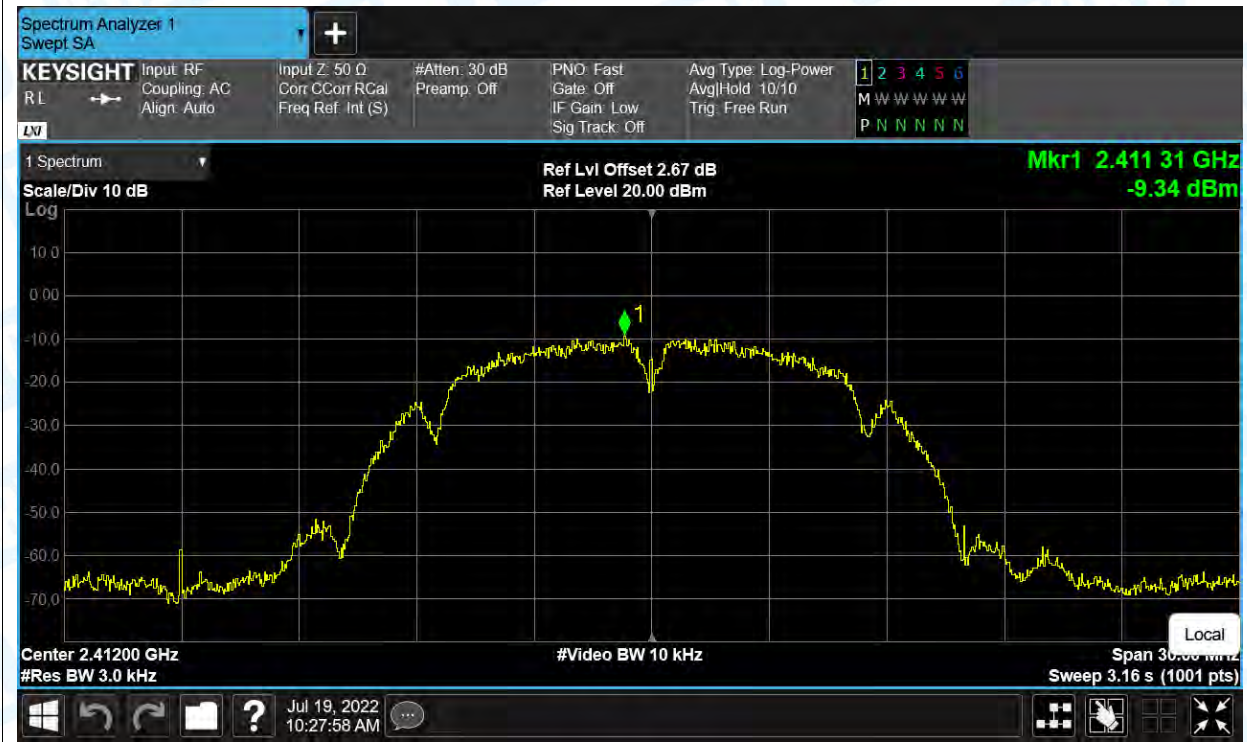 Spectrum Analyzer 1
Swept SA
+
KEYSIGHT
R L
LXI
Input: RF
Coupling: AC
Align: Auto
Input Z: 50 Ω
Corr CCorr RCal
Freq Ref: Int (S)
#Atten: 30 dB
Preamp: Off
PNO: Fast
Gate: Off
IF Gain: Low
Sig Track: Off
Avg Type: Log-Power
Avg|Hold: 10/10
Trig: Free Run
1 2 3 4 5 6
M W W W W W
P N N N N N
1 Spectrum
Scale/Div 10 dB
Ref Lvl Offset 2.67 dB
Ref Level 20.00 dBm
Mkr1 2.411 31 GHz
-9.34 dBm
Log
10.0
0.00
-10.0
-20.0
-30.0
-40.0
-50.0
-60.0
-70.0
1
Local
Center 2.41200 GHz
#Video BW 10 kHz
Span
#Res BW 3.0 kHz
Sweep 3.16 s (1001 pts)
?
Jul 19, 2022
10:27:58 AM